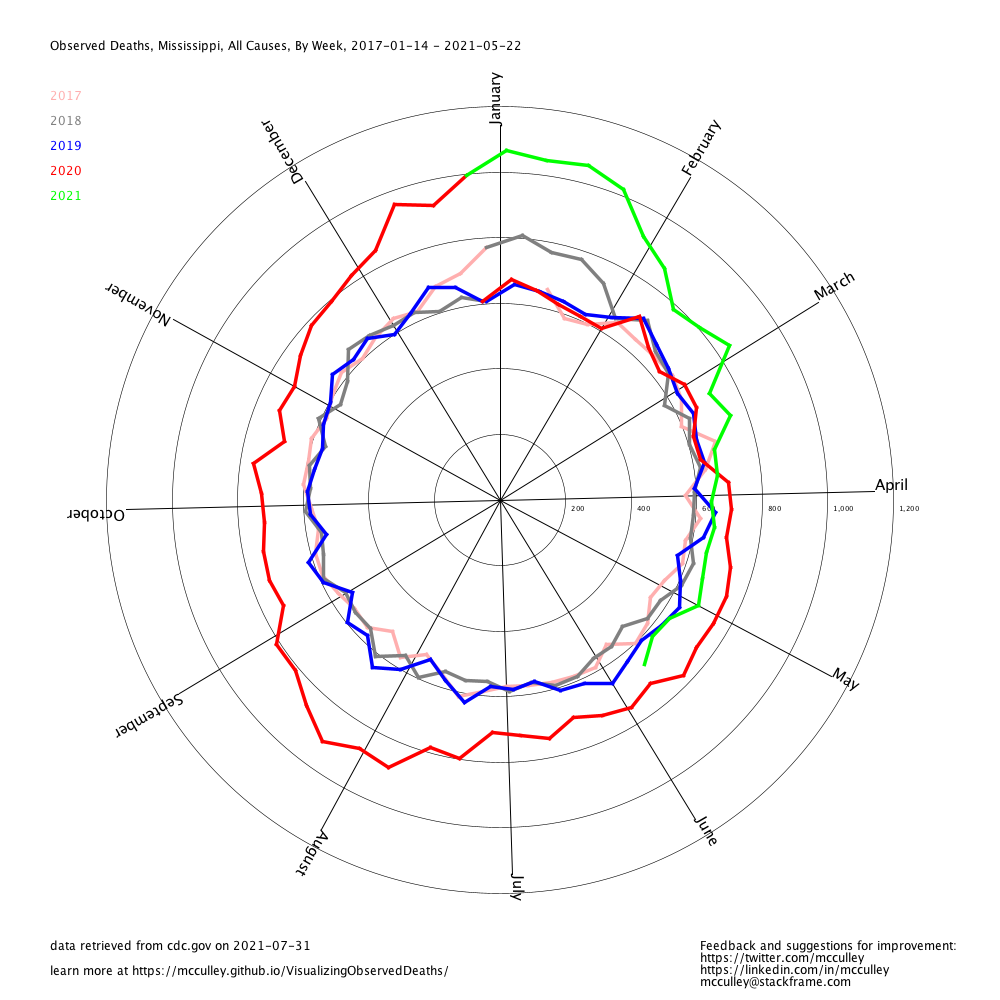 Observed Deaths, Mississippi, All Causes, By Week, 2017-01-14 - 2021-05-22
2017
2018
2019
2020
2021
January
February
March
April
May
June
July
August
September
October
November
December
200
400
600
800
1,000
1,200
data retrieved from cdc.gov on 2021-07-31
learn more at https://mcculley.github.io/VisualizingObservedDeaths/
Feedback and suggestions for improvement:
https://twitter.com/mcculley
https://linkedin.com/in/mcculley
mcculley@stackframe.com